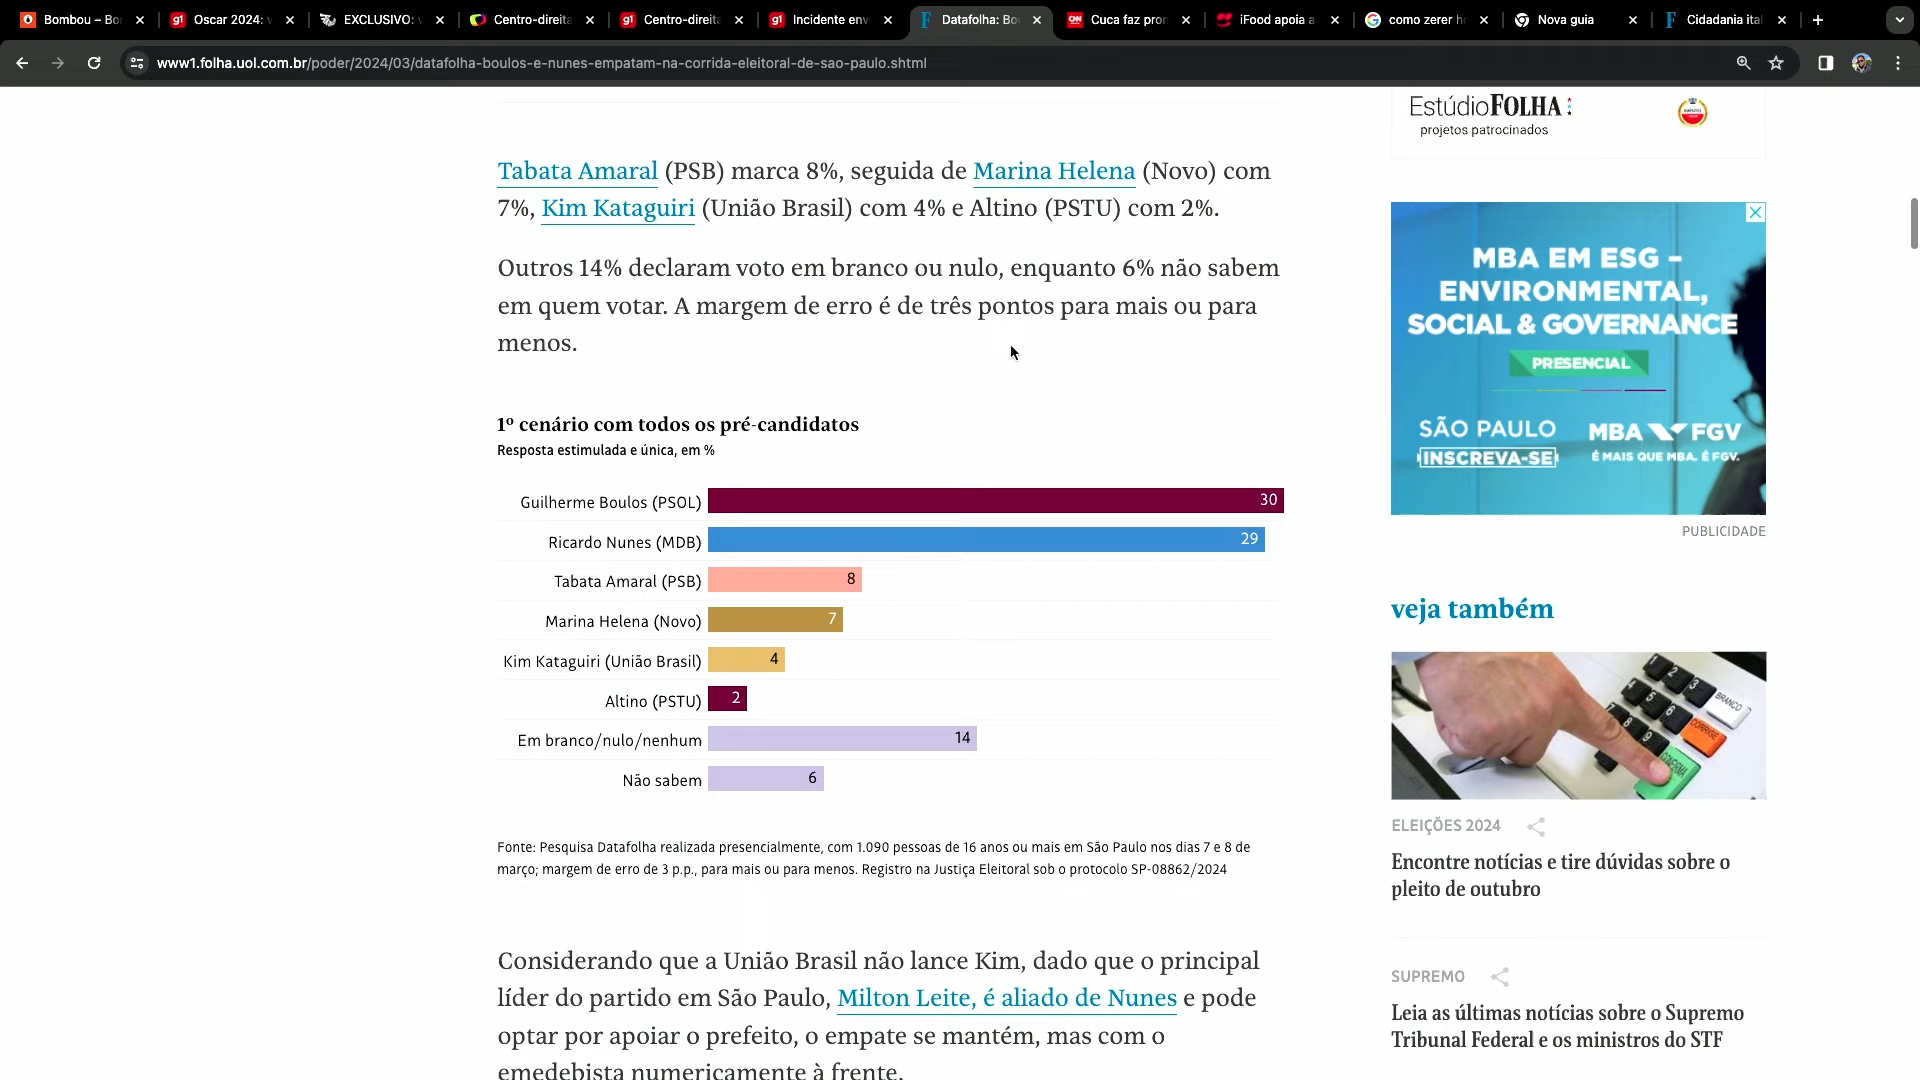 Bombou – Bo
Oscar 2024:
EXCLUSIVO:
Centro-direita
Centro-direita
Incidente env
Datafolha: Bo
Cuca faz pron
iFood apoia a
como zerer h
Nova guia
Cidadania ital
www1.folha.uol.com.br/poder/2024/03/datafolha-boulos-e-nunes-empatam-na-corrida-eleitoral-de-sao-paulo.shtml
Tabata Amaral (PSB) marca 8%, seguida de Marina Helena (Novo) com
7%, Kim Kataguiri (União Brasil) com 4% e Altino (PSTU) com 2%.
Outros 14% declaram voto em branco ou nulo, enquanto 6% não sabem
em quem votar. A margem de erro é de três pontos para mais ou para
menos.
1º cenário com todos os pré-candidatos
Resposta estimulada e única, em %
Guilherme Boulos (PSOL) 30
Ricardo Nunes (MDB) 29
Tabata Amaral (PSB) 8
Marina Helena (Novo) 7
Kim Kataguiri (União Brasil) 4
Altino (PSTU) 2
Em branco/nulo/nenhum 14
Não sabem 6
Fonte: Pesquisa Datafolha realizada presencialmente, com 1.090 pessoas de 16 anos ou mais em São Paulo nos dias 7 e 8 de
março; margem de erro de 3 p.p., para mais ou para menos. Registro na Justiça Eleitoral sob o protocolo SP-08862/2024
Considerando que a União Brasil não lance Kim, dado que o principal
líder do partido em São Paulo, Milton Leite, é aliado de Nunes e pode
optar por apoiar o prefeito, o empate se mantém, mas com o
emedebista numericamente à frente.
Estúdio FOLHA
projetos patrocinados
MBA EM ESG –
ENVIRONMENTAL,
SOCIAL & GOVERNANCE
PRESENCIAL
SÃO PAULO
INSCREVA-SE
MBA FGV
É MAIS QUE MBA. É FGV.
PUBLICIDADE
veja também
BRANCO
CORRIGE
CONFIRMA
ELEIÇÕES 2024
Encontre notícias e tire dúvidas sobre o
pleito de outubro
SUPREMO
Leia as últimas notícias sobre o Supremo
Tribunal Federal e os ministros do STF